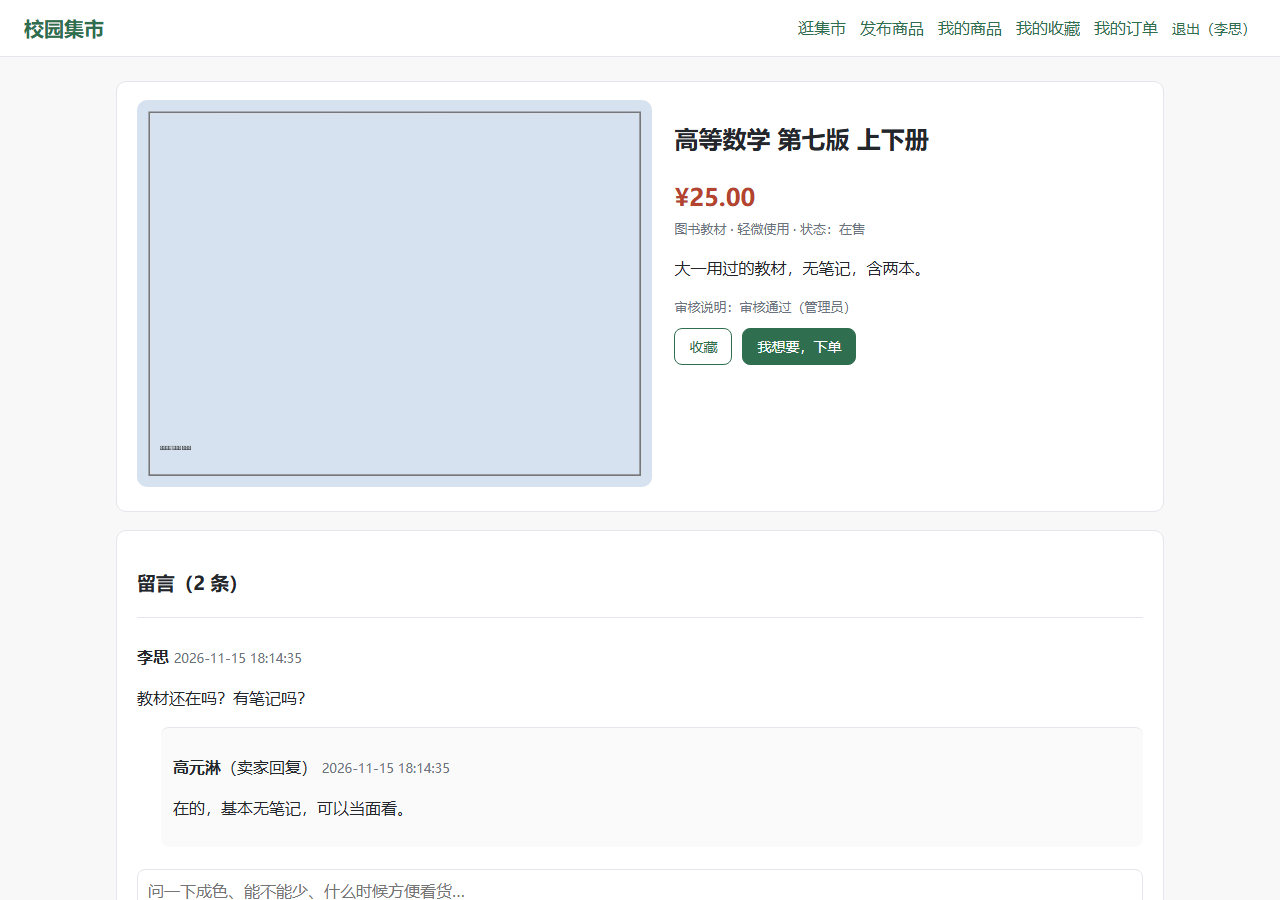 校园集市
逛集市 发布商品 我的商品 我的收藏 我的订单 退出（李思）
高等数学 第七版 上下册
¥25.00
图书教材 · 轻微使用 · 状态：在售
大一用过的教材，无笔记，含两本。
审核说明：审核通过（管理员）
收藏 我想要，下单
留言（2 条）
李思 2026-11-15 18:14:35
教材还在吗？有笔记吗？
高元淋（卖家回复） 2026-11-15 18:14:35
在的，基本无笔记，可以当面看。
问一下成色、能不能少、什么时候方便看货...